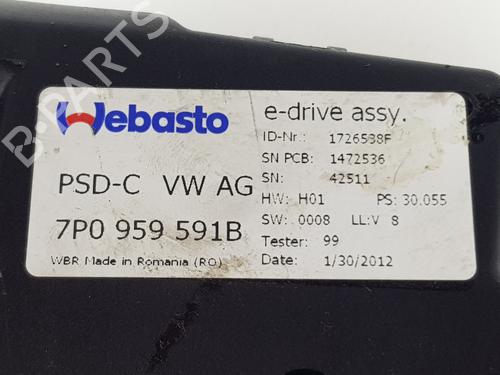 Webasto
e-drive assy.
ID-Nr.: 1726538F
SN PCB: 1472536
SN: 42511
PSD-C VW AG
HW: H01 PS: 30.055
7P0 959 591B
SW: 0008 LL:V 8
Tester: 99
WBR Made in Romania (RO)
Date: 1/30/2012
B-PARTS